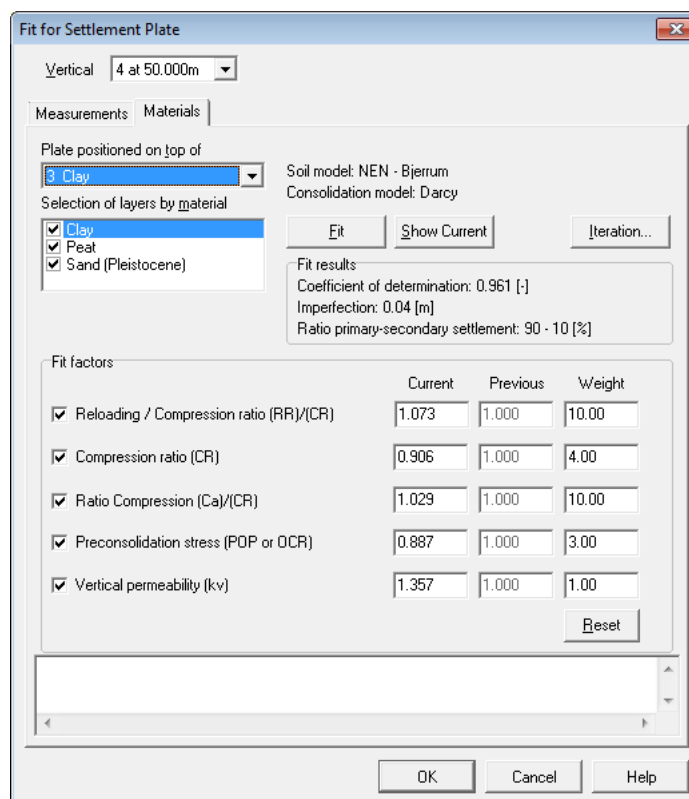 Fit for Settlement Plate
Vertical 4 at 50.000m
Measurements Materials
Plate positioned on top of
3 Clay
Selection of layers by material
Clay
Peat
Sand (Pleistocene)
Soil model: NEN - Bjerrum
Consolidation model: Darcy
Fit Show Current Iteration...
Fit results
Coefficient of determination: 0.961 [-]
Imperfection: 0.04 [m]
Ratio primary-secondary settlement: 90 - 10 [%]
Fit factors
Current Previous Weight
Reloading / Compression ratio (RR)/(CR) 1.073 1.000 10.00
Compression ratio (CR) 0.906 1.000 4.00
Ratio Compression (Ca)/(CR) 1.029 1.000 10.00
Preconsolidation stress (POP or OCR) 0.887 1.000 3.00
Vertical permeability (kv) 1.357 1.000 1.00
Reset
OK Cancel Help